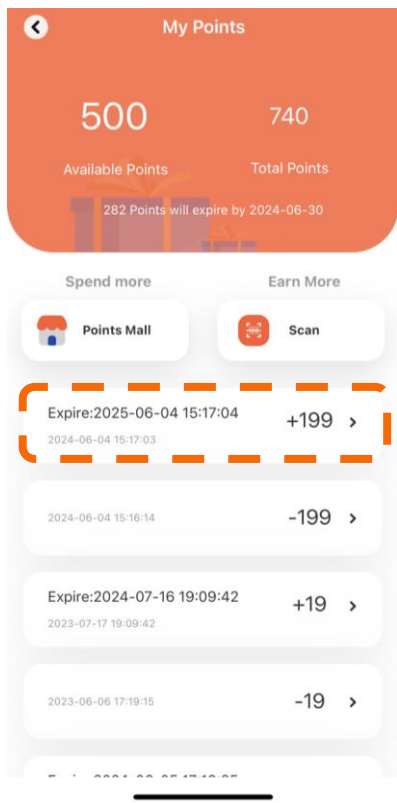 My Points
500
740
Available Points
Total Points
282 Points will expire by 2024-06-30
Spend more
Earn More
Points Mall
Scan
Expire:2025-06-04 15:17:04
+199
2024-06-04 15:17:03
2024-06-04 15:16:14
-199
Expire:2024-07-16 19:09:42
+19
2023-07-17 19:09:42
2023-06-06 17:19:15
-19